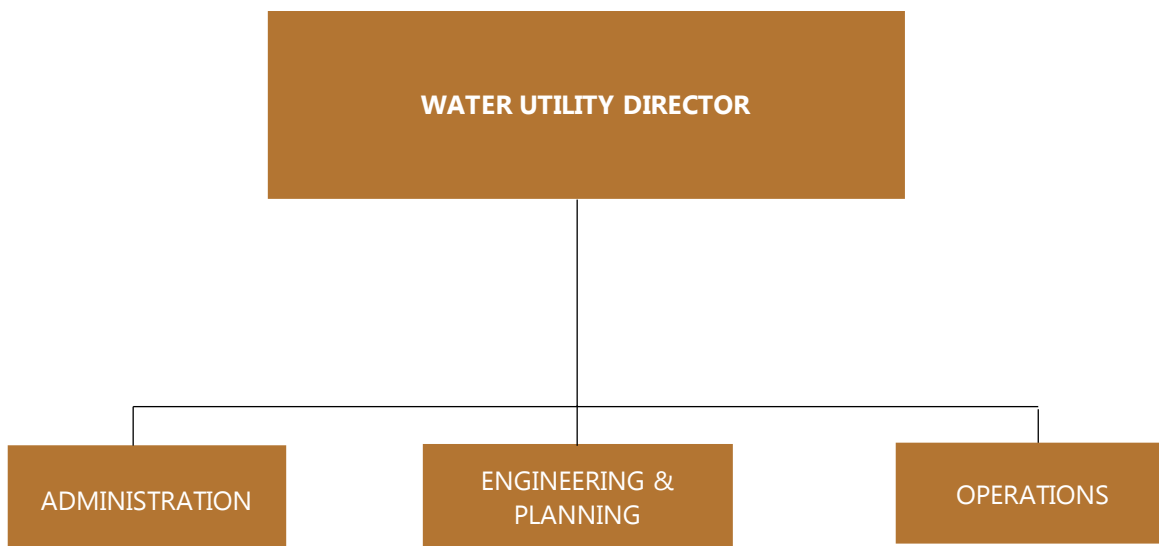 WATER UTILITY DIRECTOR
ADMINISTRATION
ENGINEERING &
PLANNING
OPERATIONS